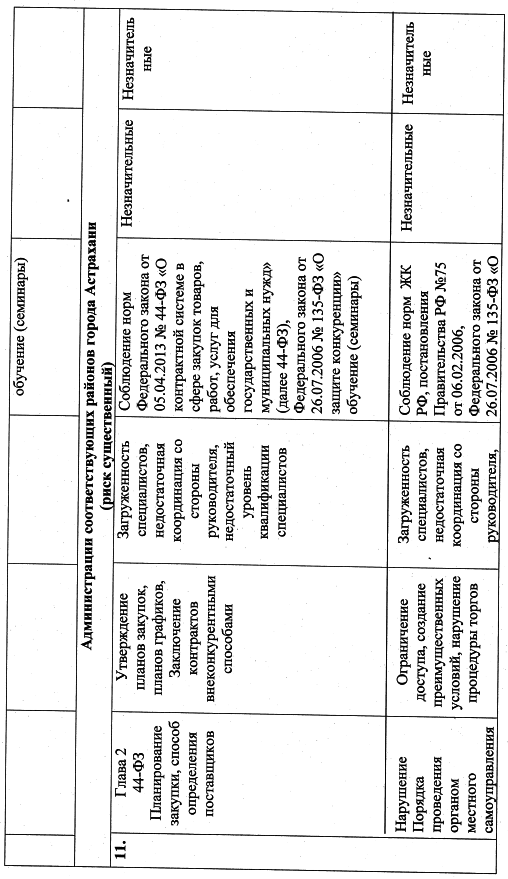 обучение (семинары)
Администрации соответствующих районов города Астрахани
(риск существенный)
11.
Глава 2
44-ФЗ
Планирование
закупки, способ
определения
поставщиков
Утверждение
планов закупок,
планов графиков,
Заключение
контрактов
внеконкурентными
способами
Загруженность
специалистов,
недостаточная
координация со
стороны
руководителя,
недостаточный
уровень
квалификации
специалистов
Соблюдение норм
Федерального закона от
05.04.2013 № 44-ФЗ «О
контрактной системе в
сфере закупок товаров,
работ, услуг для
обеспечения
государственных и
муниципальных нужд»
(далее 44-ФЗ),
Федерального закона от
26.07.2006 № 135-ФЗ «О
защите конкуренции»
обучение (семинары)
Незначительные
Незначитель
ные
Нарушение
Порядка
проведения
органом
местного
самоуправления
Ограничение
доступа, создание
преимущественных
условий, нарушение
процедуры торгов
Загруженность
специалистов,
недостаточная
координация со
стороны
руководителя,
Соблюдение норм ЖК
РФ, постановления
Правительства РФ №75
от 06.02.2006,
Федерального закона от
26.07.2006 № 135-ФЗ «О
Незначительные
Незначитель
ные